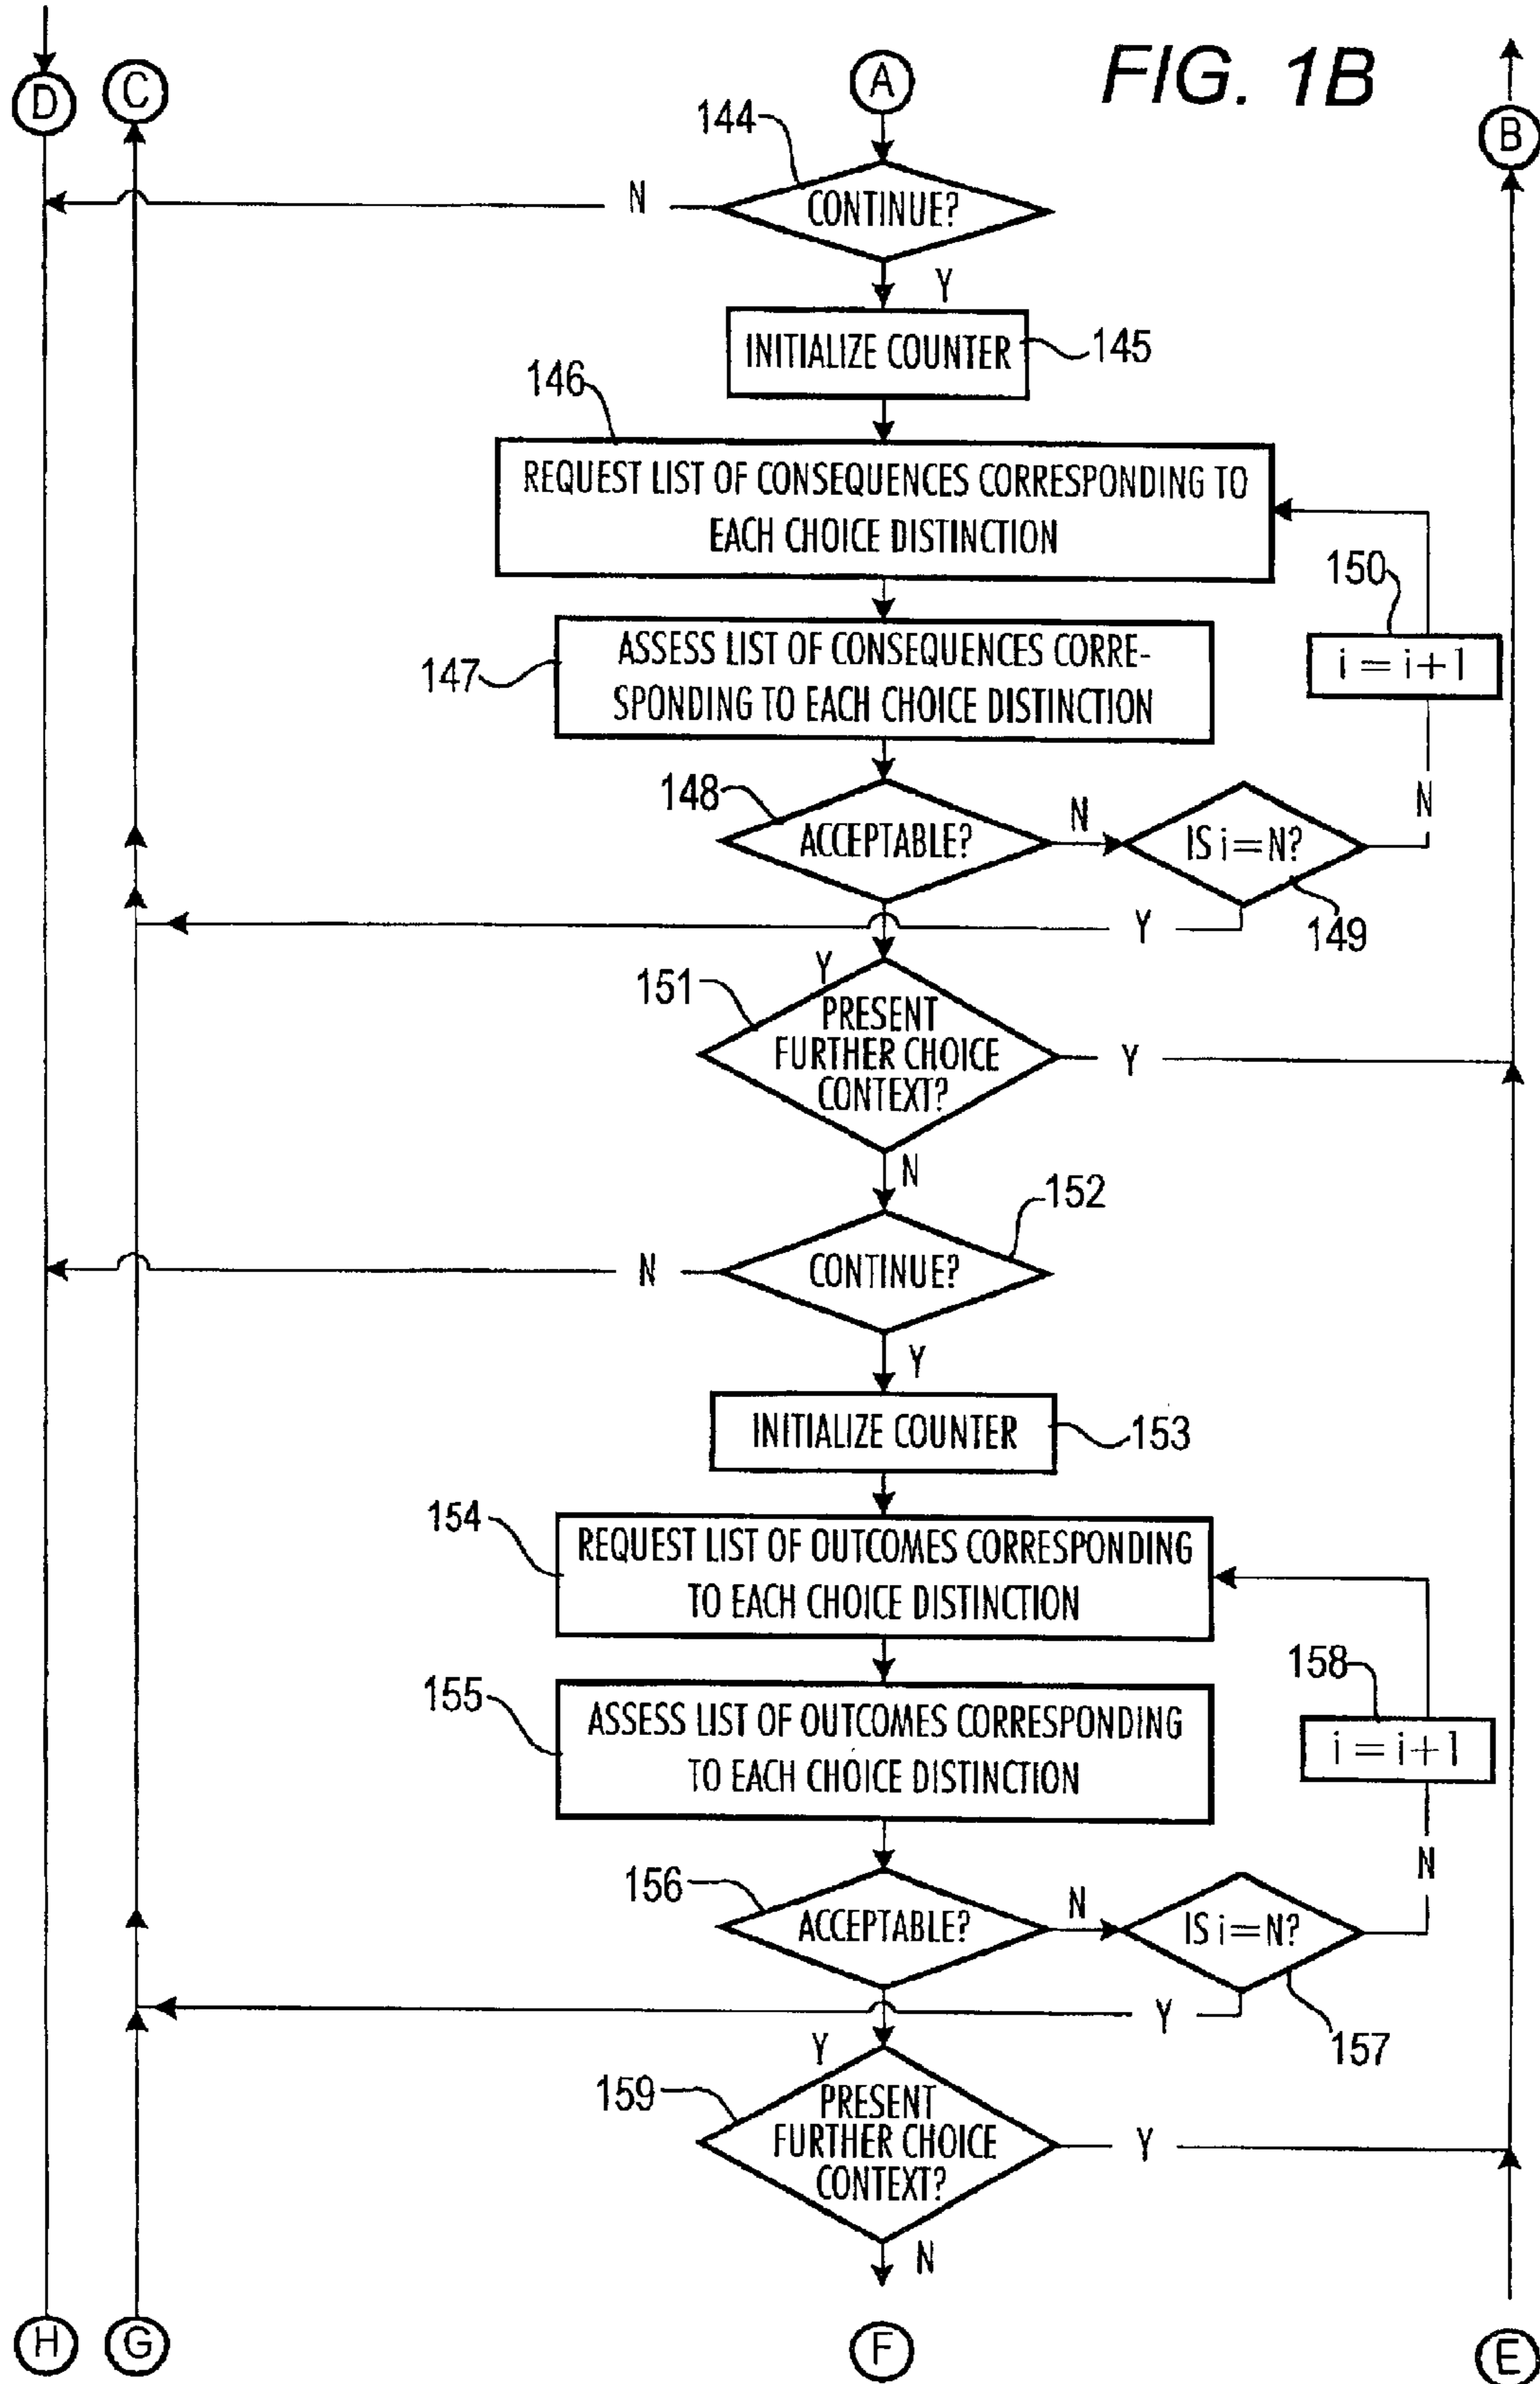 FIG. 1B
D
C
A
B
144
CONTINUE?
N
Y
INITIALIZE COUNTER
145
146
REQUEST LIST OF CONSEQUENCES CORRESPONDING TO
EACH CHOICE DISTINCTION
150
i = i+1
147
ASSESS LIST OF CONSEQUENCES CORRE-
SPONDING TO EACH CHOICE DISTINCTION
148
ACCEPTABLE?
N
IS i=N?
N
149
Y
Y
151
PRESENT
FURTHER CHOICE
CONTEXT?
Y
N
152
CONTINUE?
N
Y
INITIALIZE COUNTER
153
154
REQUEST LIST OF OUTCOMES CORRESPONDING
TO EACH CHOICE DISTINCTION
158
i = i+1
155
ASSESS LIST OF OUTCOMES CORRESPONDING
TO EACH CHOICE DISTINCTION
156
ACCEPTABLE?
N
IS i=N?
N
157
Y
Y
159
PRESENT
FURTHER CHOICE
CONTEXT?
Y
N
H
G
F
E